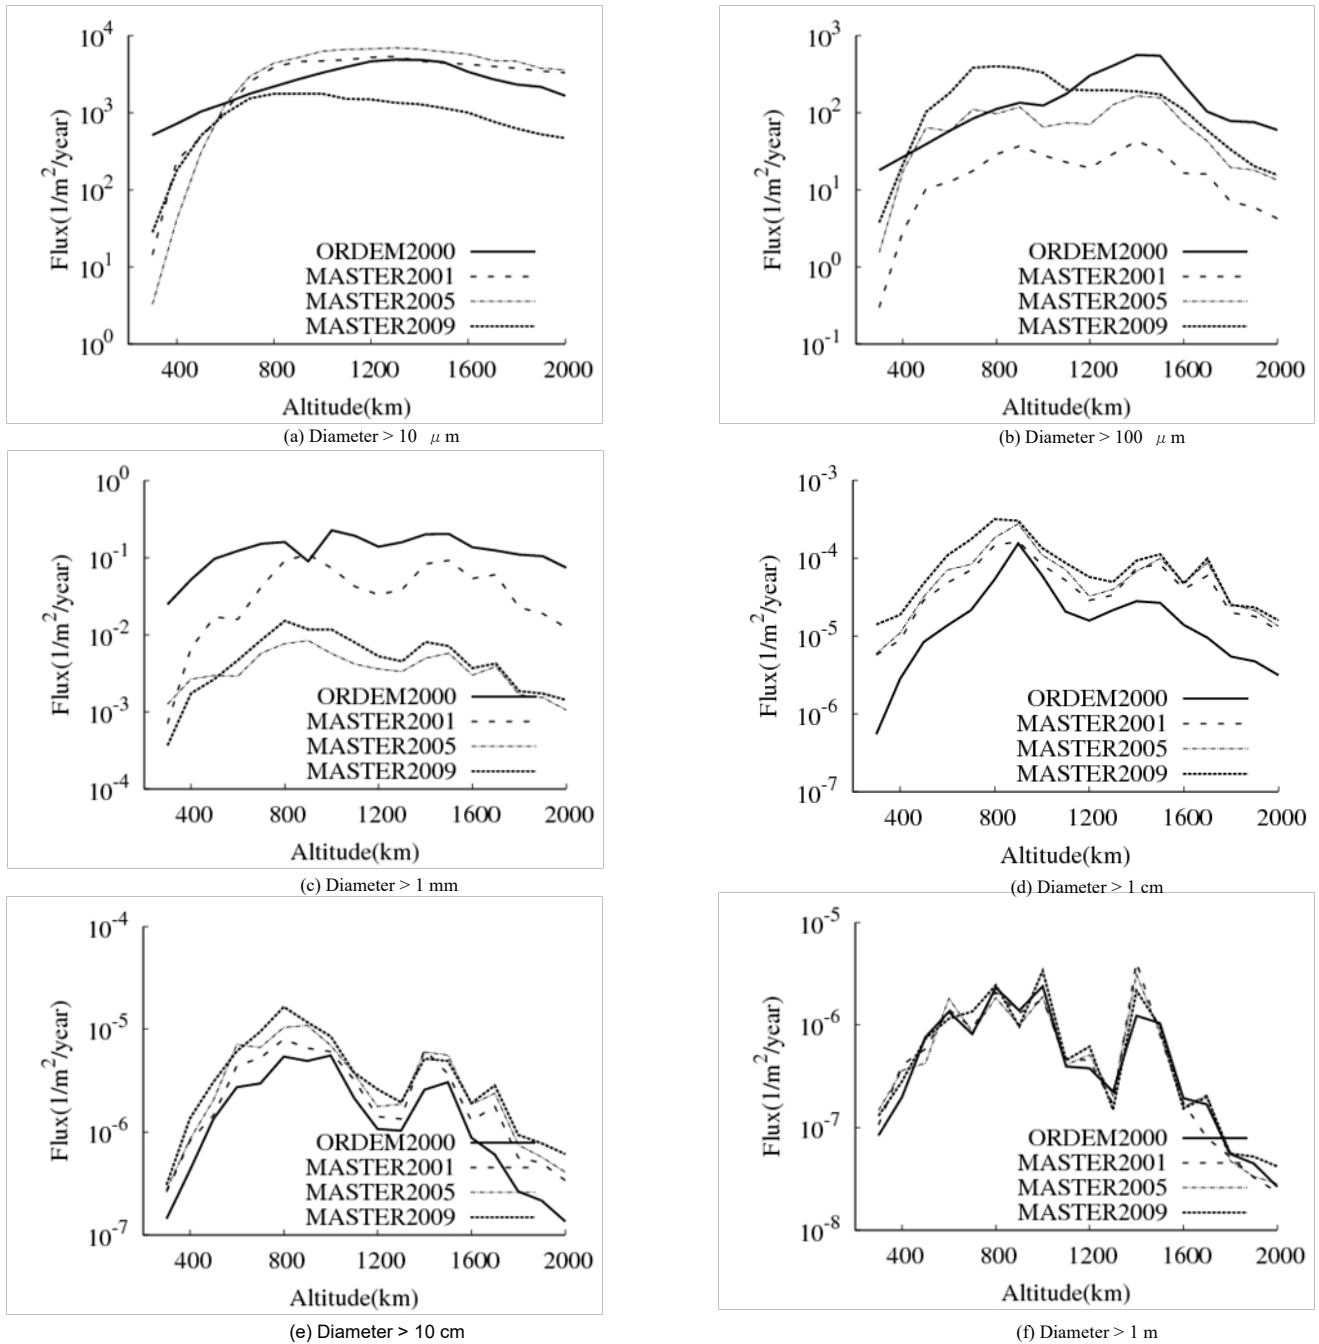 10^4
10^3
10^2
10^1
10^0
Flux(1/m^2/year)
ORDEM2000
MASTER2001
MASTER2005
MASTER2009
400 800 1200 1600 2000
Altitude(km)
(a) Diameter > 10 μm
10^3
10^2
10^1
10^0
10^-1
Flux(1/m^2/year)
ORDEM2000
MASTER2001
MASTER2005
MASTER2009
400 800 1200 1600 2000
Altitude(km)
(b) Diameter > 100 μm
10^0
10^-1
10^-2
10^-3
10^-4
Flux(1/m^2/year)
ORDEM2000
MASTER2001
MASTER2005
MASTER2009
400 800 1200 1600 2000
Altitude(km)
(c) Diameter > 1 mm
10^-3
10^-4
10^-5
10^-6
10^-7
Flux(1/m^2/year)
ORDEM2000
MASTER2001
MASTER2005
MASTER2009
400 800 1200 1600 2000
Altitude(km)
(d) Diameter > 1 cm
10^-4
10^-5
10^-6
10^-7
Flux(1/m^2/year)
ORDEM2000
MASTER2001
MASTER2005
MASTER2009
400 800 1200 1600 2000
Altitude(km)
(e) Diameter > 10 cm
10^-5
10^-6
10^-7
10^-8
Flux(1/m^2/year)
ORDEM2000
MASTER2001
MASTER2005
MASTER2009
400 800 1200 1600 2000
Altitude(km)
(f) Diameter > 1 m